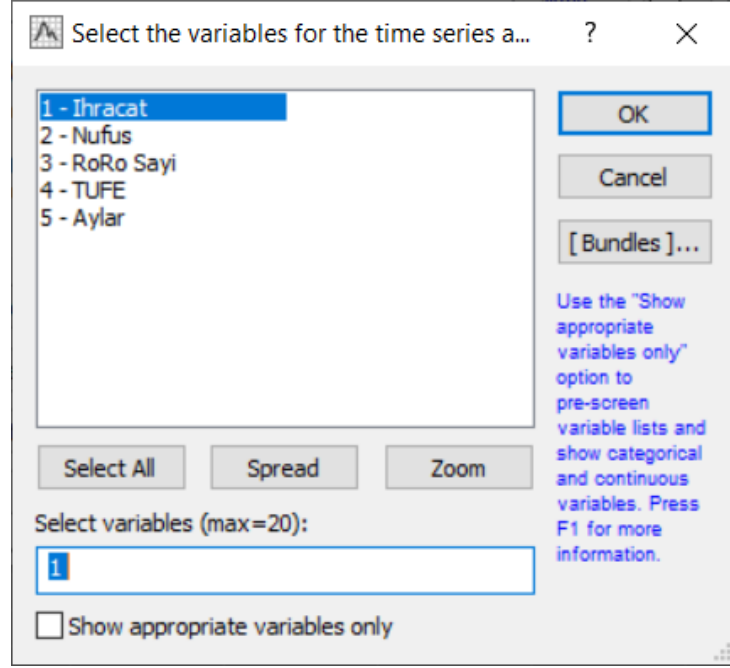 Select the variables for the time series a...
?
1 - Ihracat
2 - Nufus
3 - RoRo Sayi
4 - TUFE
5 - Aylar
OK
Cancel
[ Bundles ]...
Use the "Show
appropriate
variables only"
option to
pre-screen
variable lists and
show categorical
and continuous
variables. Press
F1 for more
information.
Select All
Spread
Zoom
Select variables (max=20):
1
Show appropriate variables only